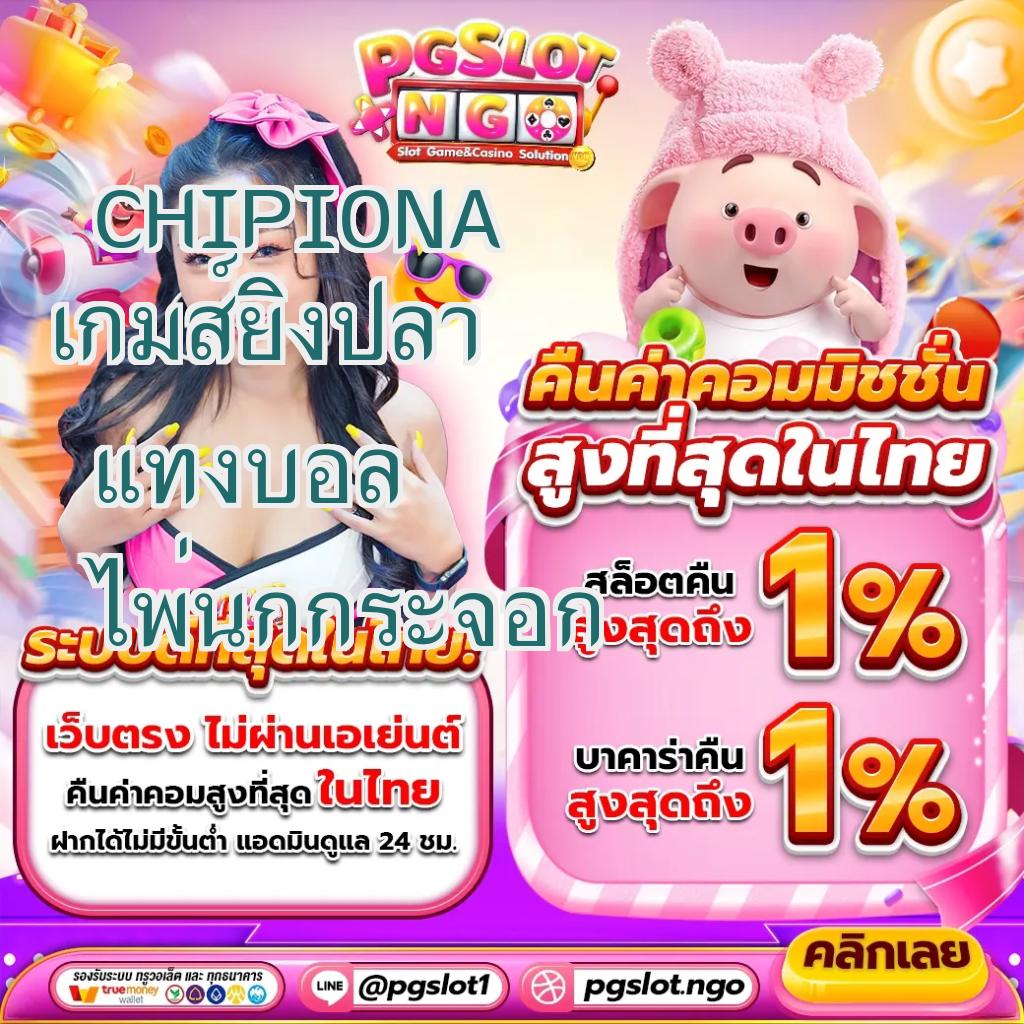 PGSLOT
NGO
Slot Game&Casino Solution
CHIPIONA
เกมส์ยิงปลา
แทงบอล
ไพ่นกกระจอก
คืนค่าคอมมิชชั่น
สูงที่สุดในไทย
สล็อตคืน
สูงสุดถึง
1%
บาคาร่าคืน
สูงสุดถึง
1%
เว็บตรง ไม่ผ่านเอเย่นต์
คืนค่าคอมสูงที่สุด ในไทย
ฝากได้ไม่มีขั้นต่ำ แอดมินดูแล 24 ชม.
คลิกเลย
รองรับระบบ ทรูวอเล็ต และ ทุกธนาคาร
truemoney
wallet
LINE
@pgslot1
pgslot.ngo